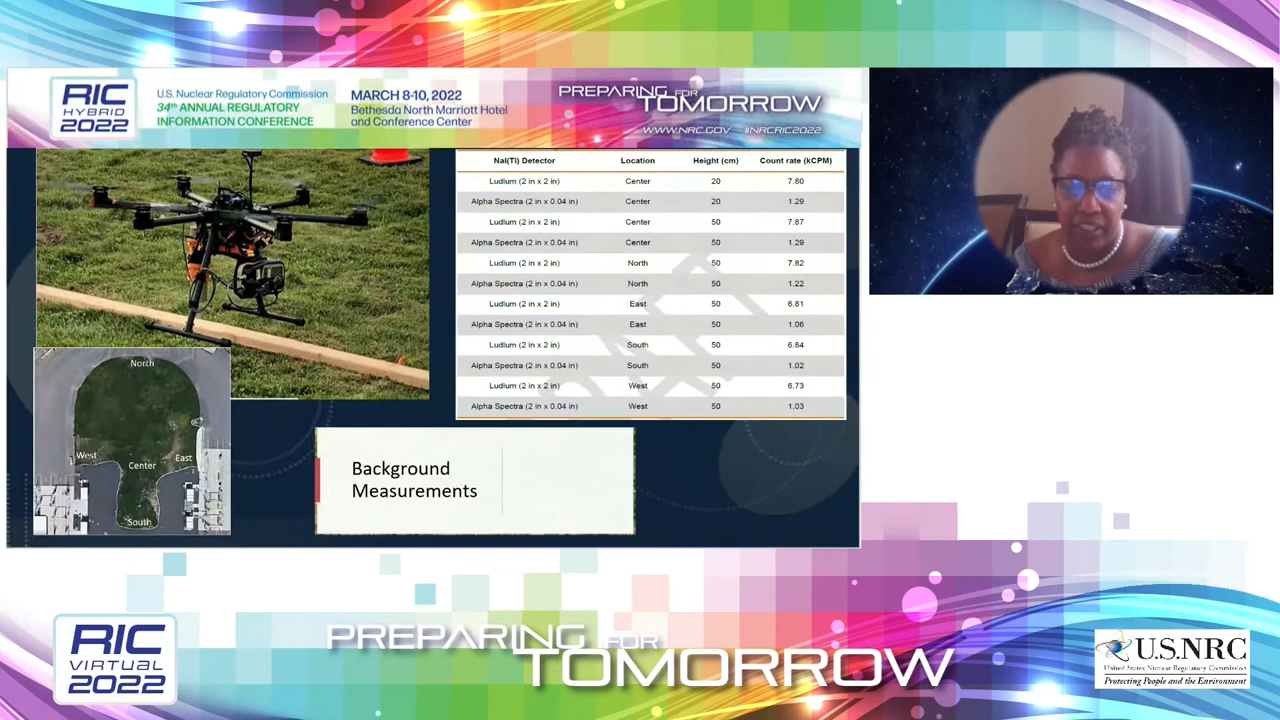 RIC
HYBRID
2022
U.S. Nuclear Regulatory Commission
34th ANNUAL REGULATORY
INFORMATION CONFERENCE
MARCH 8-10, 2022
Bethesda North Marriott Hotel
and Conference Center
PREPARING FOR
TOMORROW
WWW.NRC.GOV #NRCRIC2022
NaI(Tl) Detector Location Height (cm) Count rate (kCPM)
Ludlum (2 in x 2 in) Center 20 7.80
Alpha Spectra (2 in x 0.04 in) Center 20 1.29
Ludlum (2 in x 2 in) Center 50 7.87
Alpha Spectra (2 in x 0.04 in) Center 50 1.29
Ludlum (2 in x 2 in) North 50 7.82
Alpha Spectra (2 in x 0.04 in) North 50 1.22
Ludlum (2 in x 2 in) East 50 6.81
Alpha Spectra (2 in x 0.04 in) East 50 1.06
Ludlum (2 in x 2 in) South 50 6.84
Alpha Spectra (2 in x 0.04 in) South 50 1.02
Ludlum (2 in x 2 in) West 50 6.73
Alpha Spectra (2 in x 0.04 in) West 50 1.03
DRAFT
North
West
Center
East
South
Background
Measurements
RIC
VIRTUAL
2022
PREPARING FOR
TOMORROW
U.S.NRC
United States Nuclear Regulatory Commission
Protecting People and the Environment